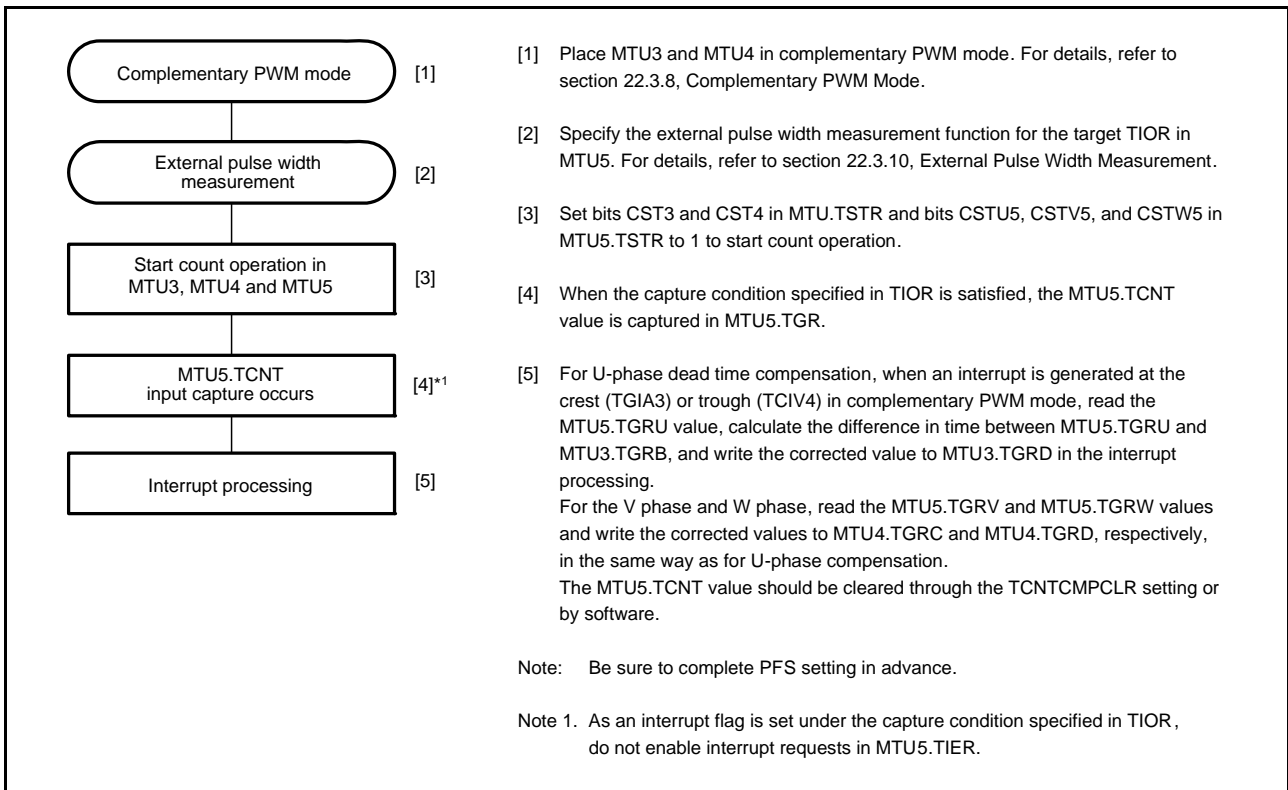 Complementary PWM mode [1]
External pulse width
measurement [2]
Start count operation in
MTU3, MTU4 and MTU5 [3]
MTU5.TCNT
input capture occurs [4]*1
Interrupt processing [5]
[1] Place MTU3 and MTU4 in complementary PWM mode. For details, refer to
section 22.3.8, Complementary PWM Mode.
[2] Specify the external pulse width measurement function for the target TIOR in
MTU5. For details, refer to section 22.3.10, External Pulse Width Measurement.
[3] Set bits CST3 and CST4 in MTU.TSTR and bits CSTU5, CSTV5, and CSTW5 in
MTU5.TSTR to 1 to start count operation.
[4] When the capture condition specified in TIOR is satisfied, the MTU5.TCNT
value is captured in MTU5.TGR.
[5] For U-phase dead time compensation, when an interrupt is generated at the
crest (TGIA3) or trough (TCIV4) in complementary PWM mode, read the
MTU5.TGRU value, calculate the difference in time between MTU5.TGRU and
MTU3.TGRB, and write the corrected value to MTU3.TGRD in the interrupt
processing.
For the V phase and W phase, read the MTU5.TGRV and MTU5.TGRW values
and write the corrected values to MTU4.TGRC and MTU4.TGRD, respectively,
in the same way as for U-phase compensation.
The MTU5.TCNT value should be cleared through the TCNTCMPCLR setting or
by software.
Note: Be sure to complete PFS setting in advance.
Note 1. As an interrupt flag is set under the capture condition specified in TIOR,
do not enable interrupt requests in MTU5.TIER.